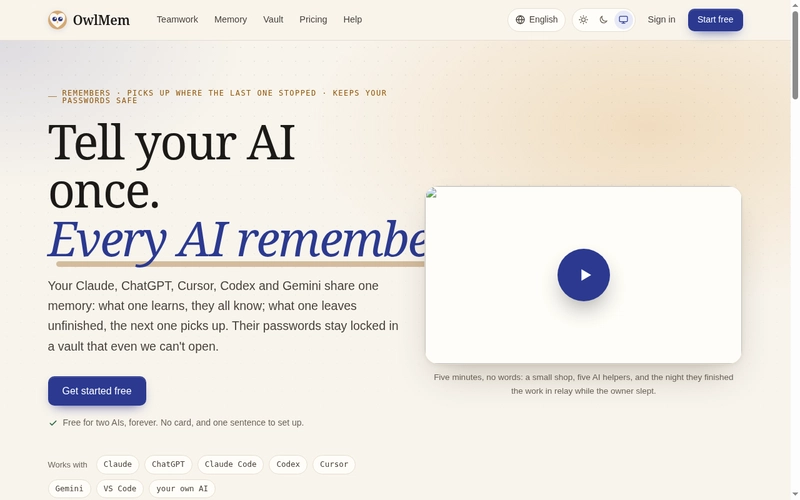 OwlMem
Teamwork
Memory
Vault
Pricing
Help
English
Sign in
Start free
REMEMBERS · PICKS UP WHERE THE LAST ONE STOPPED · KEEPS YOUR
PASSWORDS SAFE
Tell your AI
once.
Every AI remembe
Your Claude, ChatGPT, Cursor, Codex and Gemini share one
memory: what one learns, they all know; what one leaves
unfinished, the next one picks up. Their passwords stay locked in
a vault that even we can't open.
Get started free
Free for two AIs, forever. No card, and one sentence to set up.
Five minutes, no words: a small shop, five AI helpers, and the night they finished
the work in relay while the owner slept.
Works with
Claude
ChatGPT
Claude Code
Codex
Cursor
Gemini
VS Code
your own AI